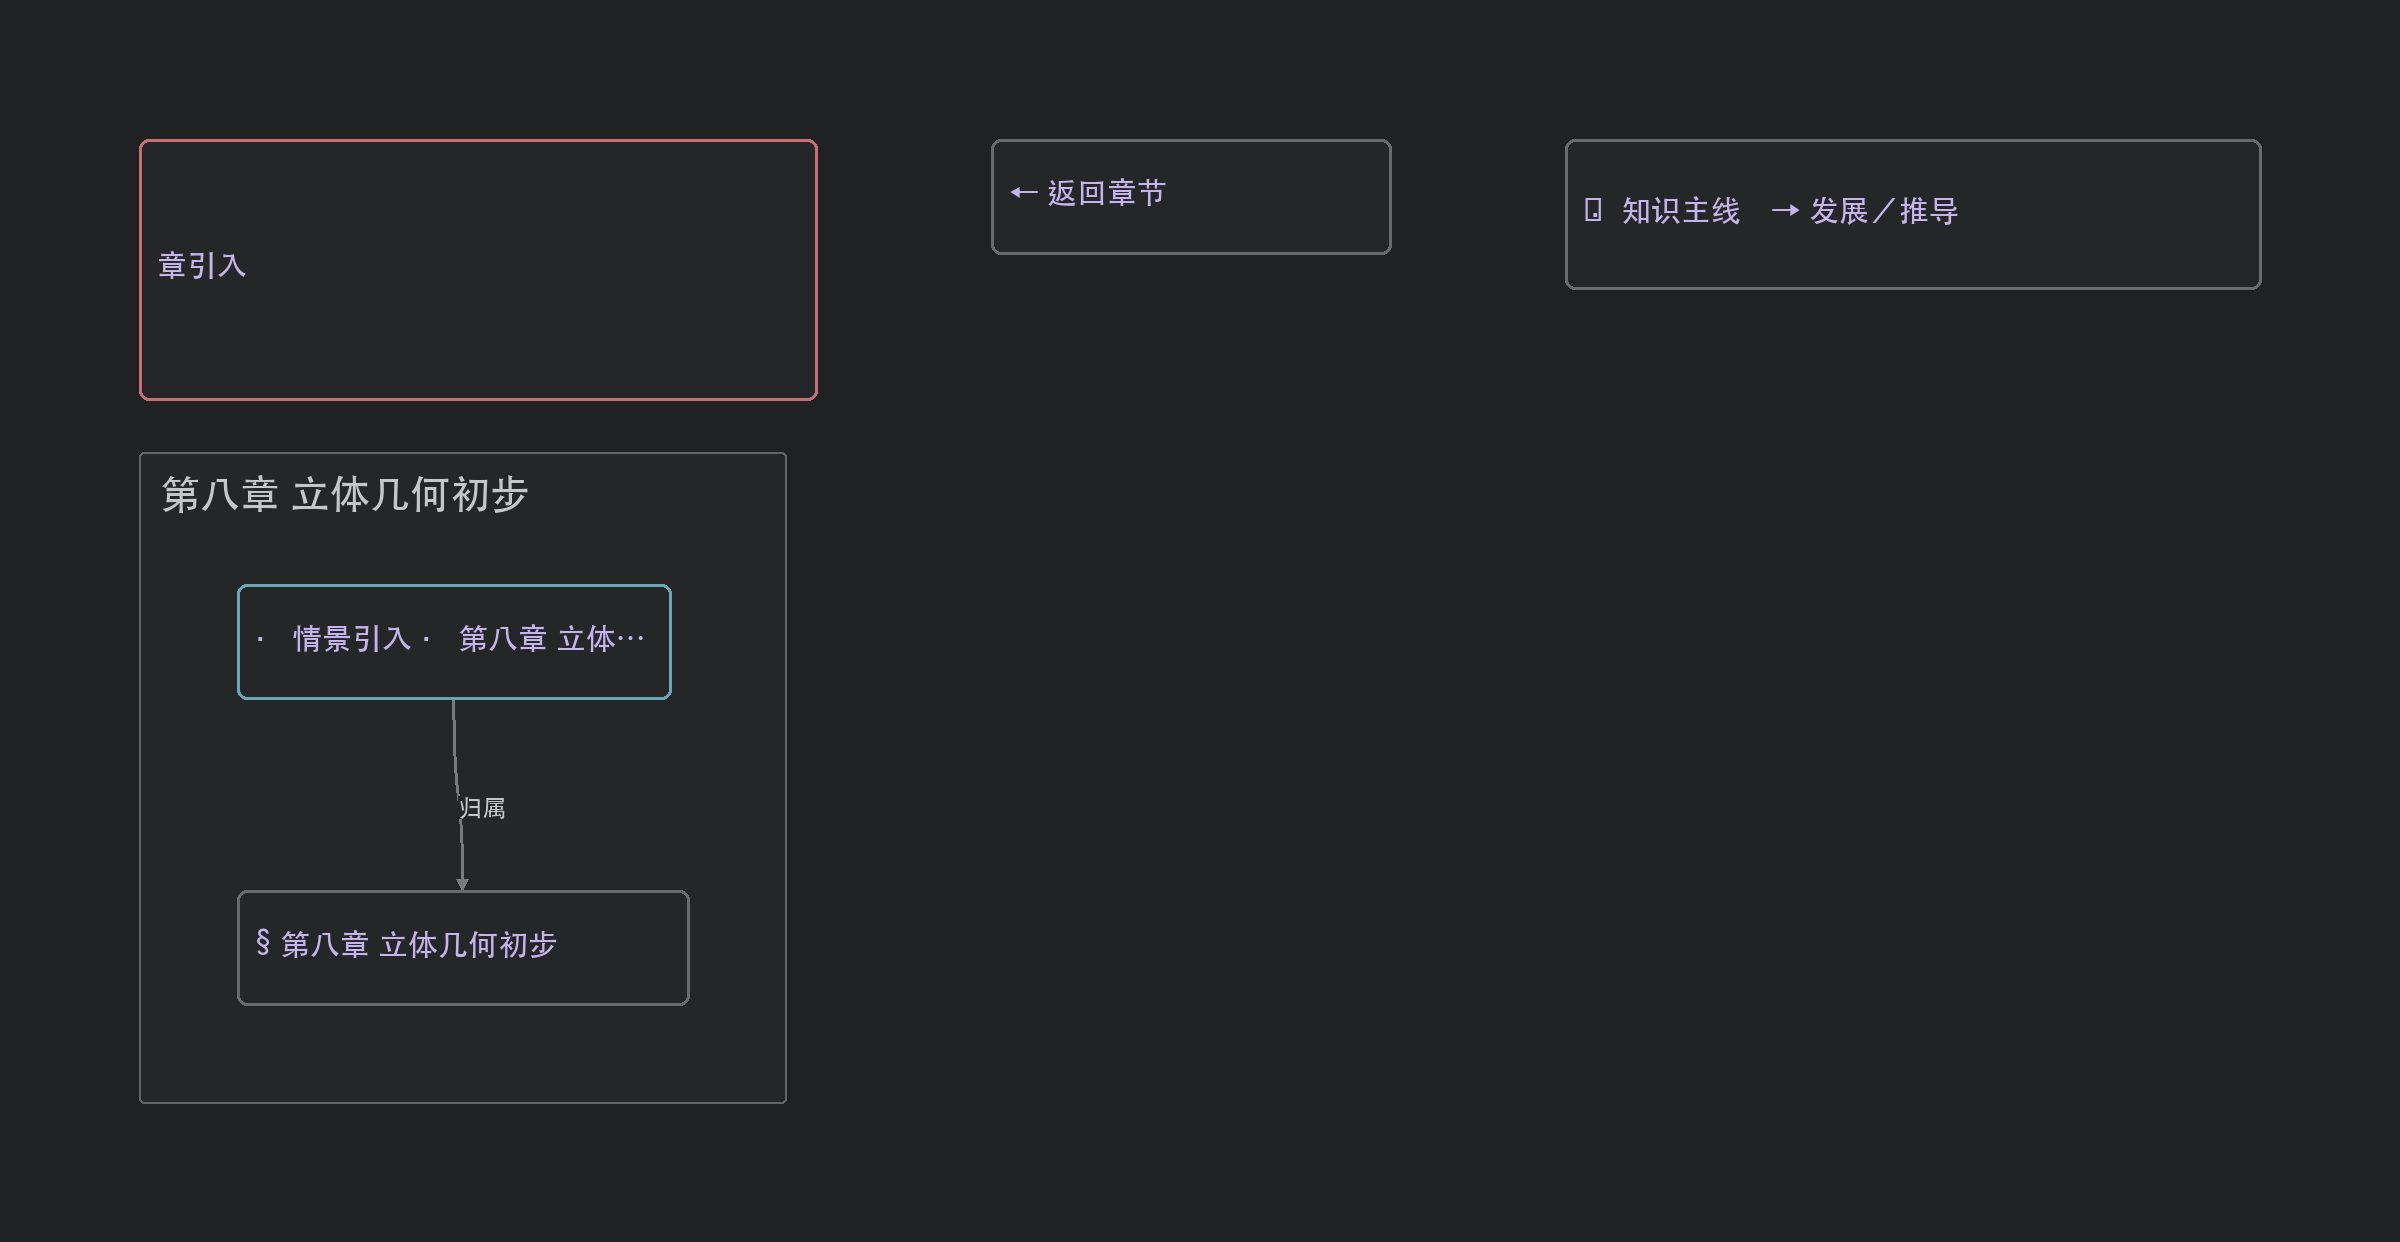 章引入
← 返回章节
知识主线 → 发展／推导
第八章 立体几何初步
· 情景引入 · 第八章 立体…
归属
§ 第八章 立体几何初步